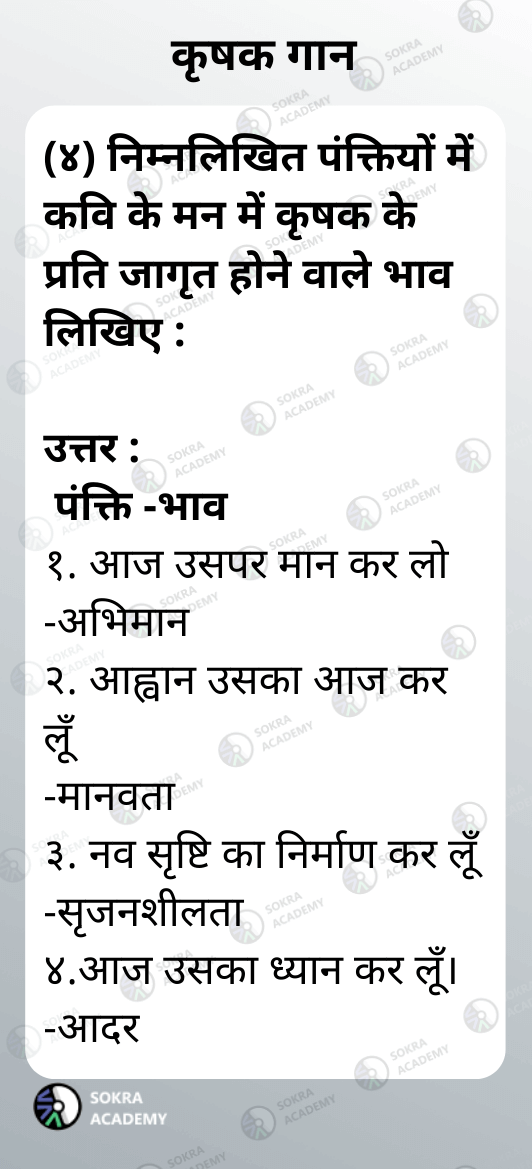 कृषक गान
(४) निम्नलिखित पंक्तियों में
कवि के मन में कृषक के
प्रति जागृत होने वाले भाव
लिखिए :
उत्तर :
पंक्ति -भाव
१. आज उसपर मान कर लो
-अभिमान
२. आह्वान उसका आज कर
लूँ
-मानवता
३. नव सृष्टि का निर्माण कर लूँ
-सृजनशीलता
४.आज उसका ध्यान कर लूँ।
-आदर
SOKRA
ACADEMY